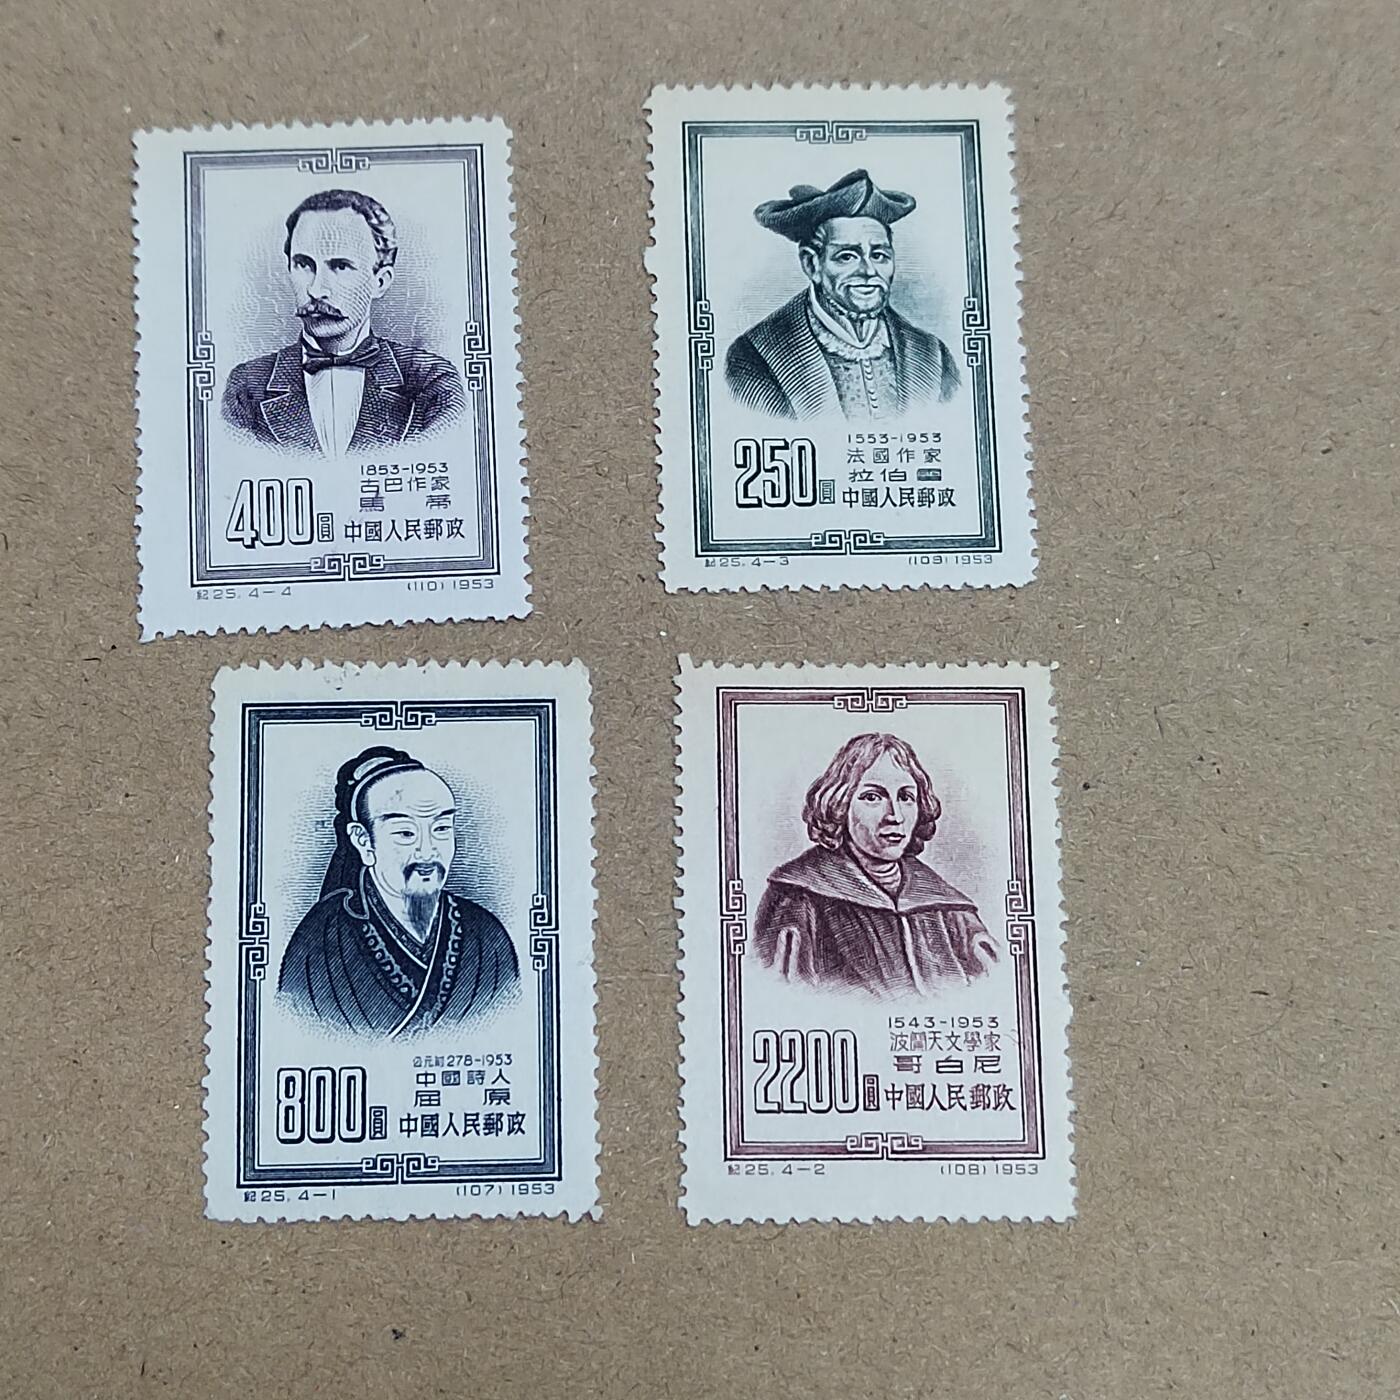 1853-1953
古巴作家
馬蒂
400圓 中國人民郵政
紀25. 4-4 (110) 1953
1553-1953
法國作家
拉伯雷
250圓 中國人民郵政
紀25. 4-3 (109) 1953
公元前278-1953
中國詩人
屈原
800圓 中國人民郵政
紀25. 4-1 (107) 1953
1543-1953
波蘭天文學家
哥白尼
2200圓 中國人民郵政
紀25. 4-2 (108) 1953